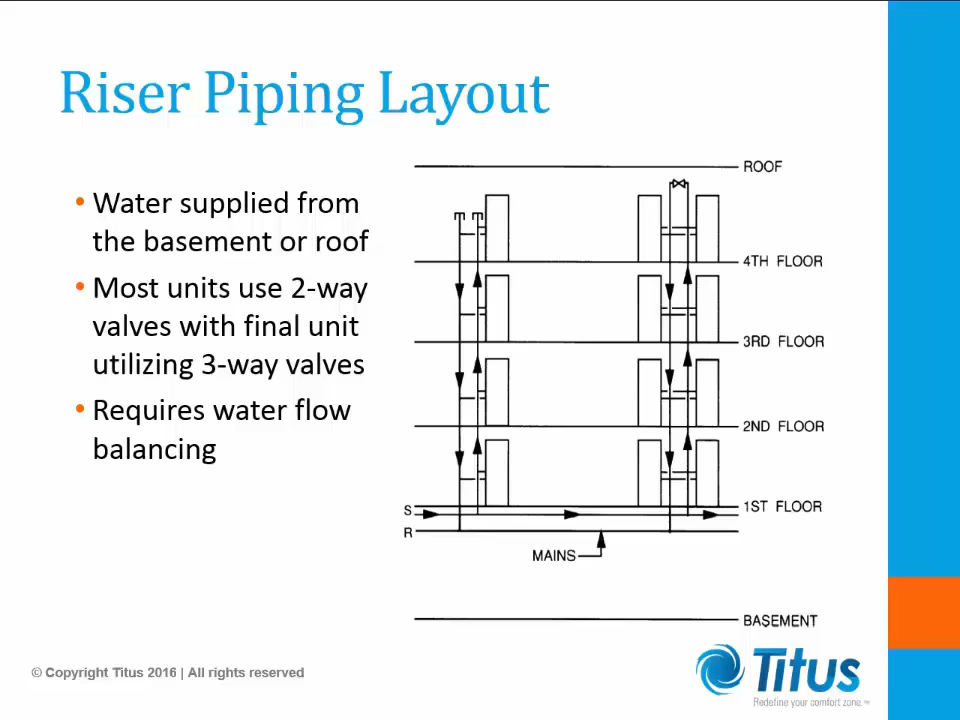 Riser Piping Layout
• Water supplied from
the basement or roof
• Most units use 2-way
valves with final unit
utilizing 3-way valves
• Requires water flow
balancing
ROOF
4TH FLOOR
3RD FLOOR
2ND FLOOR
1ST FLOOR
S
R
MAINS
BASEMENT
© Copyright Titus 2016 | All rights reserved
Titus
Redefine your comfort zone.™